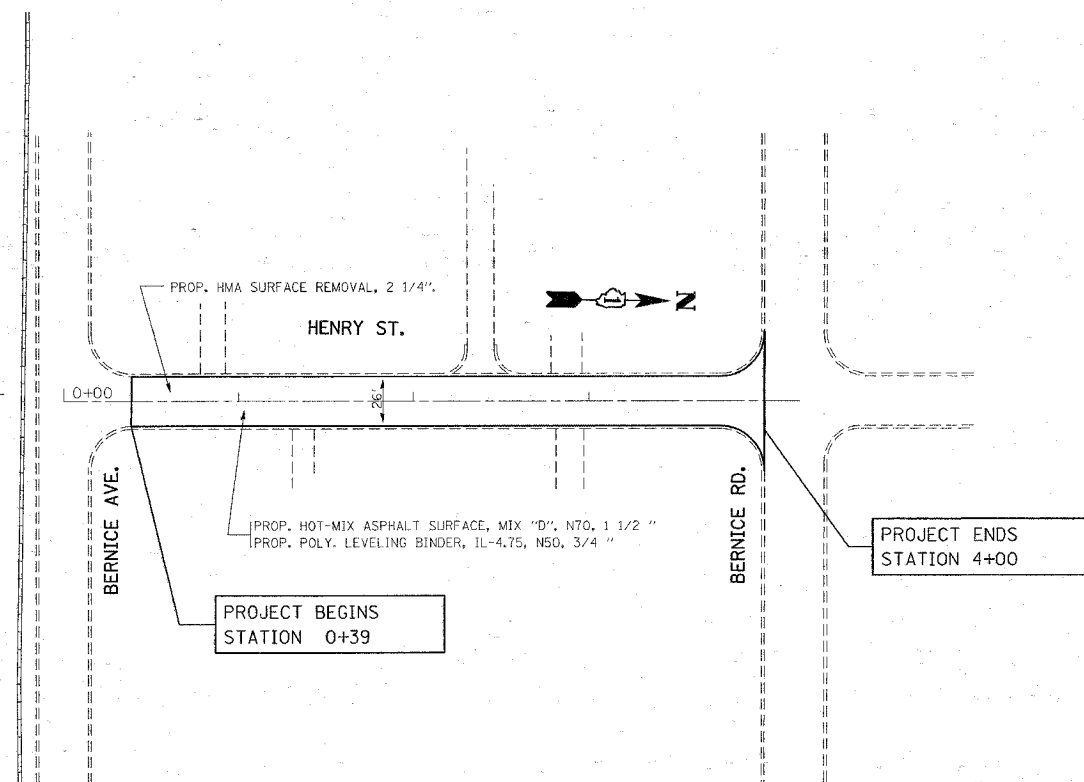 PROP. HMA SURFACE REMOVAL, 2 1/4".
HENRY ST.
N
0+00
26'
BERNICE AVE.
PROP. HOT-MIX ASPHALT SURFACE, MIX "D", N70, 1 1/2 "
PROP. POLY. LEVELING BINDER, IL-4.75, N50, 3/4 "
BERNICE RD.
PROJECT ENDS
STATION 4+00
PROJECT BEGINS
STATION 0+39